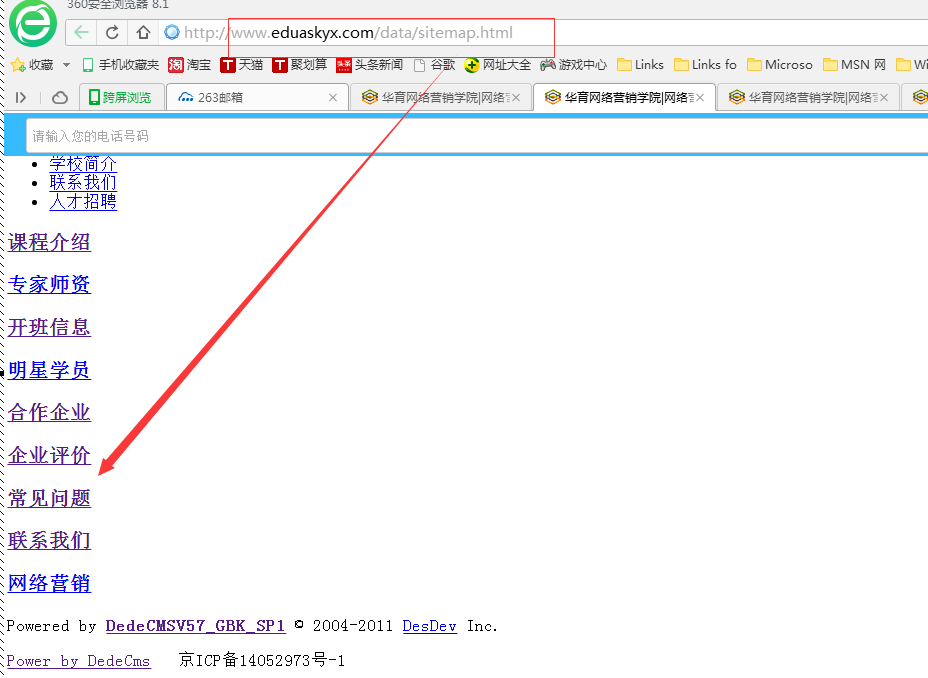 360安全浏览器 8.1
http://www.eduaskyx.com/data/sitemap.html
收藏 手机收藏夹 淘宝 天猫 聚划算 头条新闻 谷歌 网址大全 游戏中心 Links Links fo Microso MSN 网 Wi
跨屏浏览 263邮箱 华育网络营销学院|网络 华育网络营销学院|网络营 华育网络营销学院|网络
请输入您的电话号码
学校简介
联系我们
人才招聘
课程介绍
专家师资
开班信息
明星学员
合作企业
企业评价
常见问题
联系我们
网络营销
Powered by DedeCMSV57_GBK_SP1 © 2004-2011 DesDev Inc.
Power by DedeCms 京ICP备14052973号-1